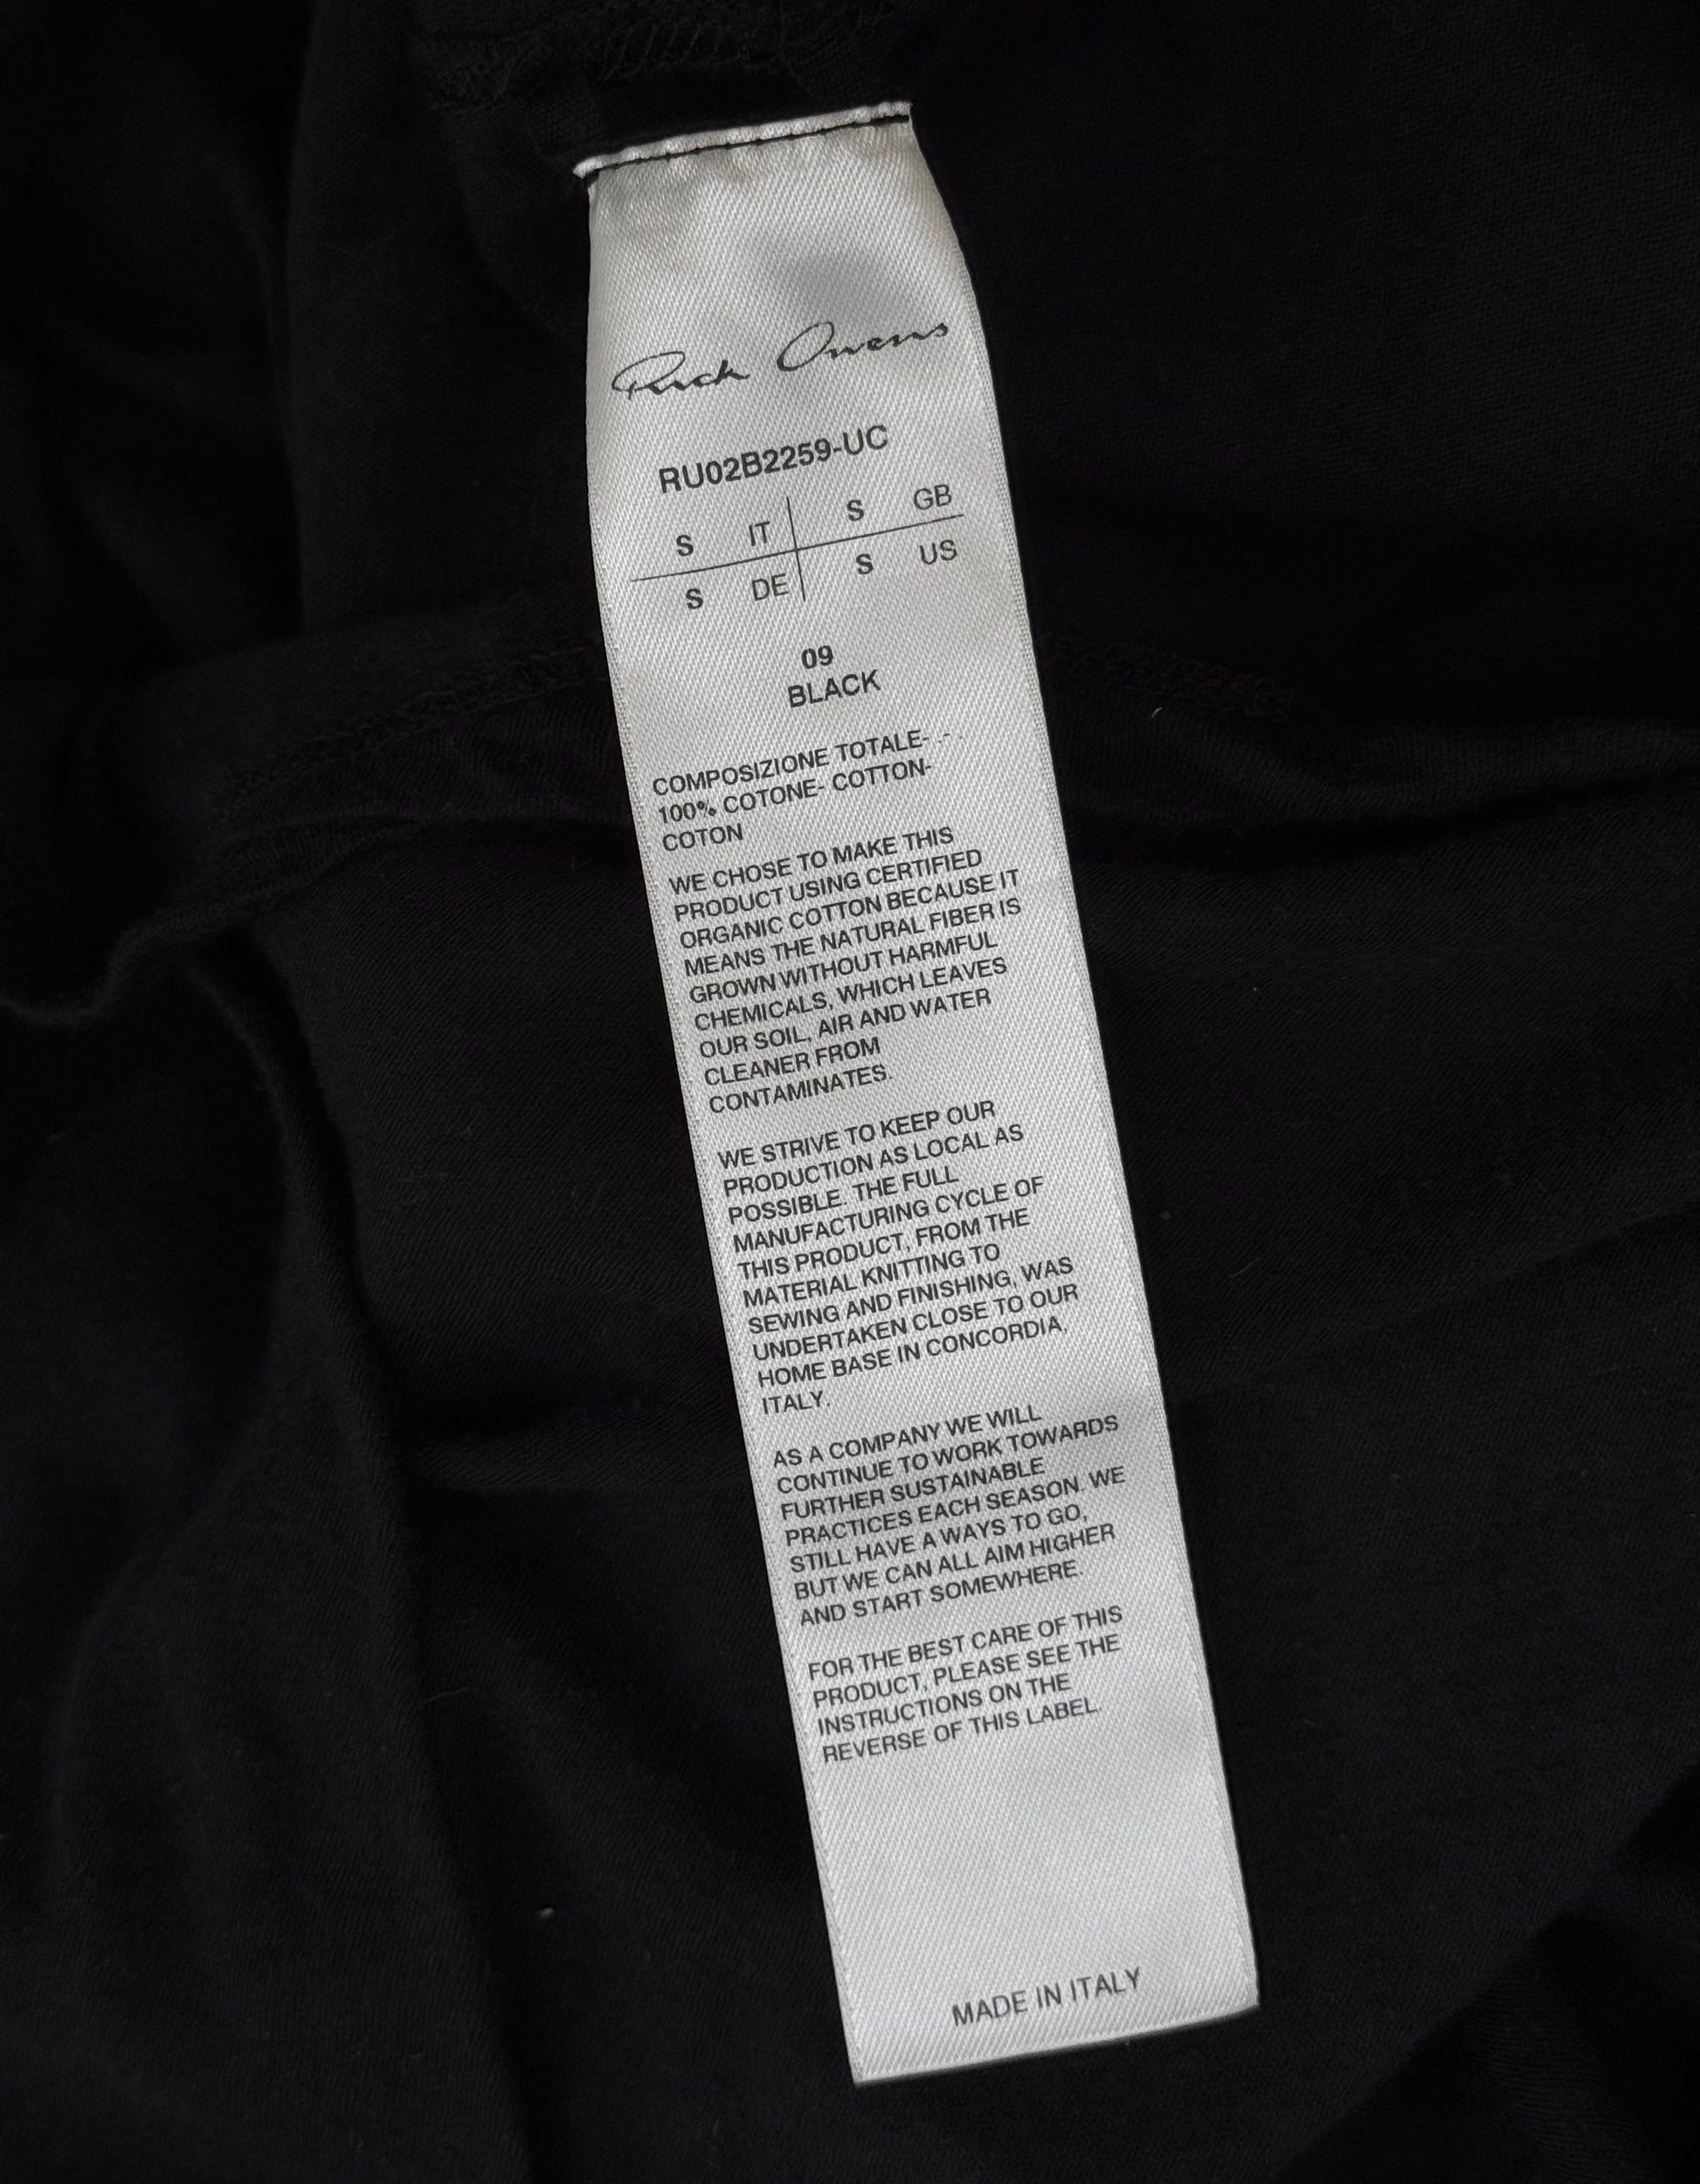 Rick Owens
RU02B2259-UC
S IT S GB
S DE S US
09
BLACK
COMPOSIZIONE TOTALE- .- .
100% COTONE- COTTON-
COTON
WE CHOSE TO MAKE THIS
PRODUCT USING CERTIFIED
ORGANIC COTTON BECAUSE IT
MEANS THE NATURAL FIBER IS
GROWN WITHOUT HARMFUL
CHEMICALS, WHICH LEAVES
OUR SOIL, AIR AND WATER
CLEANER FROM
CONTAMINATES.
WE STRIVE TO KEEP OUR
PRODUCTION AS LOCAL AS
POSSIBLE. THE FULL
MANUFACTURING CYCLE OF
THIS PRODUCT, FROM THE
MATERIAL KNITTING TO
SEWING AND FINISHING, WAS
UNDERTAKEN CLOSE TO OUR
HOME BASE IN CONCORDIA,
ITALY.
AS A COMPANY WE WILL
CONTINUE TO WORK TOWARDS
FURTHER SUSTAINABLE
PRACTICES EACH SEASON. WE
STILL HAVE A WAYS TO GO,
BUT WE CAN ALL AIM HIGHER
AND START SOMEWHERE.
FOR THE BEST CARE OF THIS
PRODUCT, PLEASE SEE THE
INSTRUCTIONS ON THE
REVERSE OF THIS LABEL.
MADE IN ITALY